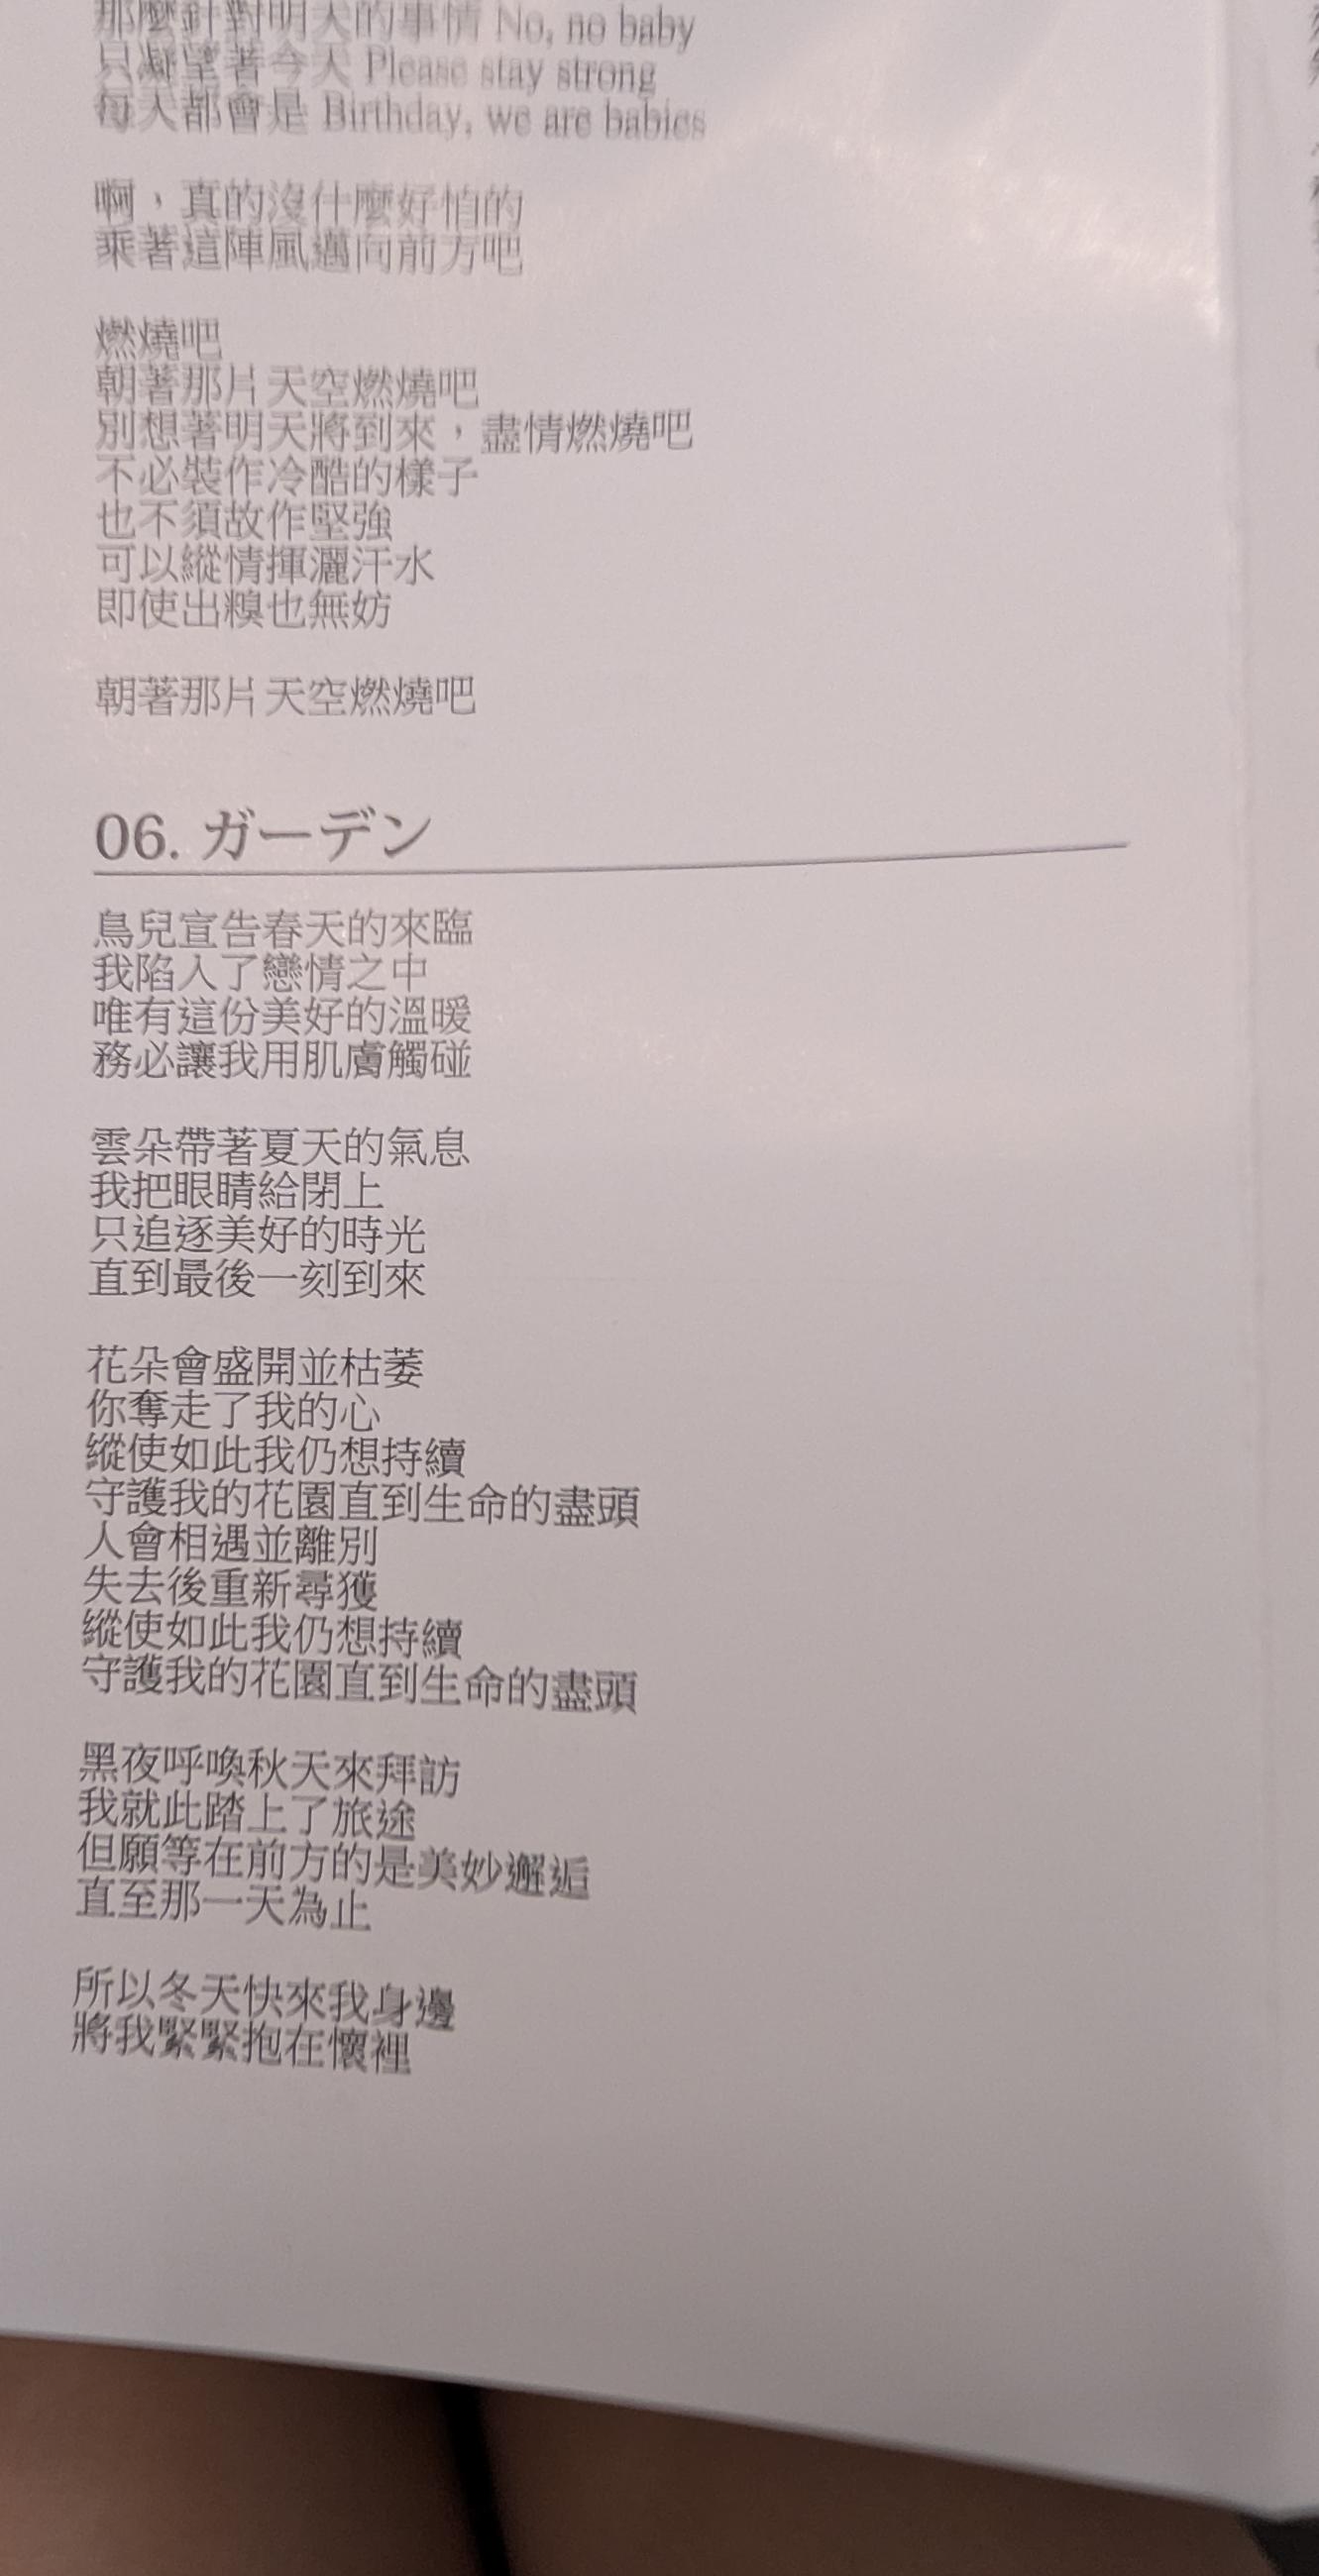 那麼針對明天的事情 No, no baby
只凝望著今天 Please stay strong
每天都會是 Birthday, we are babies
啊，真的沒什麼好怕的
乘著這陣風邁向前方吧
燃燒吧
朝著那片天空燃燒吧
別想著明天將到來，盡情燃燒吧
不必裝作冷酷的樣子
也不須故作堅強
可以縱情揮灑汗水
即使出糗也無妨
朝著那片天空燃燒吧
06. ガーデン
鳥兒宣告春天的來臨
我陷入了戀情之中
唯有這份美好的溫暖
務必讓我用肌膚觸碰
雲朵帶著夏天的氣息
我把眼睛給閉上
只追逐美好的時光
直到最後一刻到來
花朵會盛開並枯萎
你奪走了我的心
縱使如此我仍想持續
守護我的花園直到生命的盡頭
人會相遇並離別
失去後重新尋獲
縱使如此我仍想持續
守護我的花園直到生命的盡頭
黑夜呼喚秋天來拜訪
我就此踏上了旅途
但願等在前方的是美妙邂逅
直至那一天為止
所以冬天快來我身邊
將我緊緊抱在懷裡